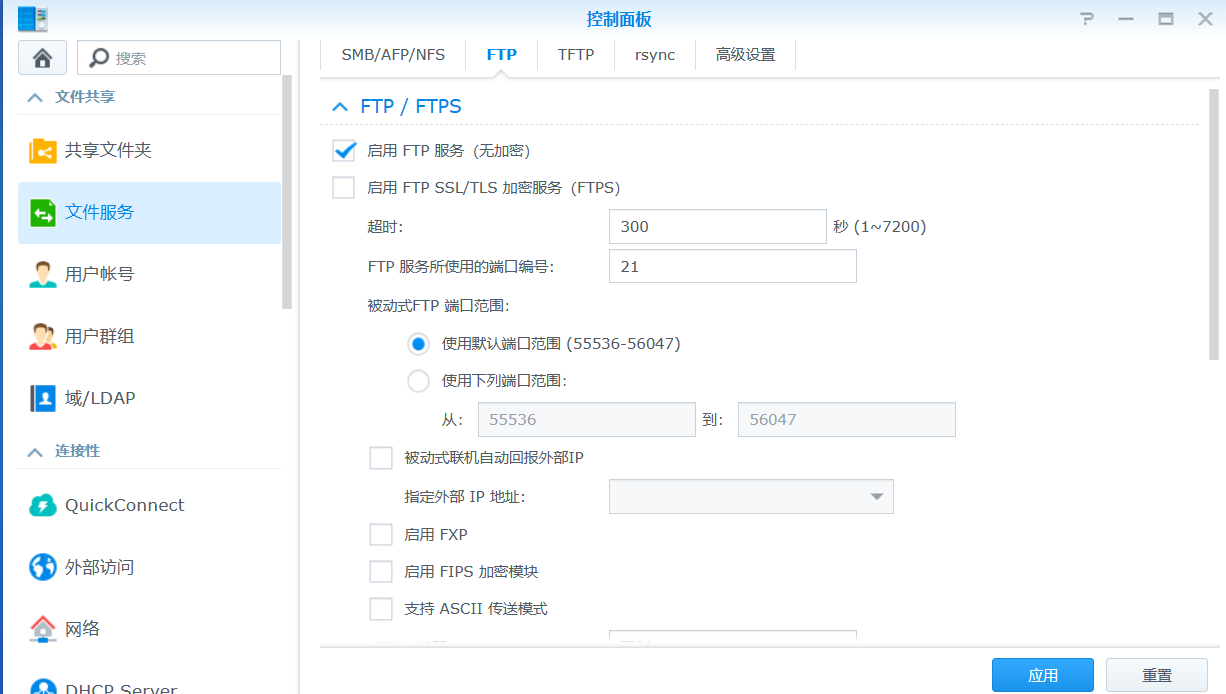 控制面板
搜索
文件共享
共享文件夹
文件服务
用户帐号
用户群组
域/LDAP
连接性
QuickConnect
外部访问
网络
DHCP Server
SMB/AFP/NFS
FTP
TFTP
rsync
高级设置
FTP / FTPS
启用 FTP 服务（无加密）
启用 FTP SSL/TLS 加密服务（FTPS）
超时: 300 秒 (1~7200)
FTP 服务所使用的端口编号: 21
被动式FTP 端口范围:
使用默认端口范围 (55536-56047)
使用下列端口范围:
从: 55536 到: 56047
被动式联机自动回报外部IP
指定外部 IP 地址:
启用 FXP
启用 FIPS 加密模块
支持 ASCII 传送模式
应用
重置